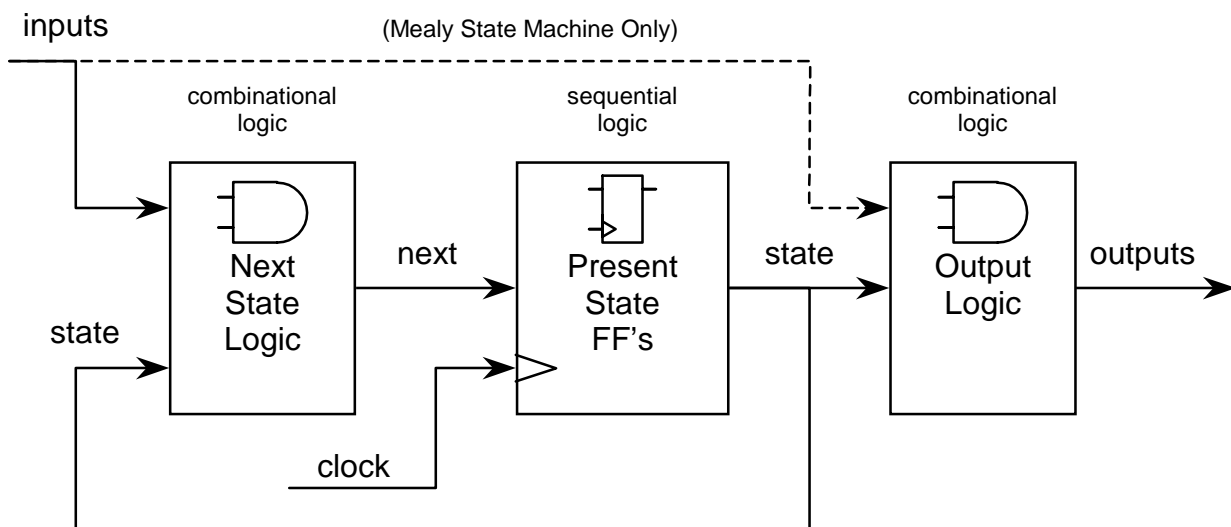 inputs
(Mealy State Machine Only)
combinational
logic
sequential
logic
combinational
logic
Next
State
Logic
next
Present
State
FF's
state
Output
Logic
outputs
state
clock